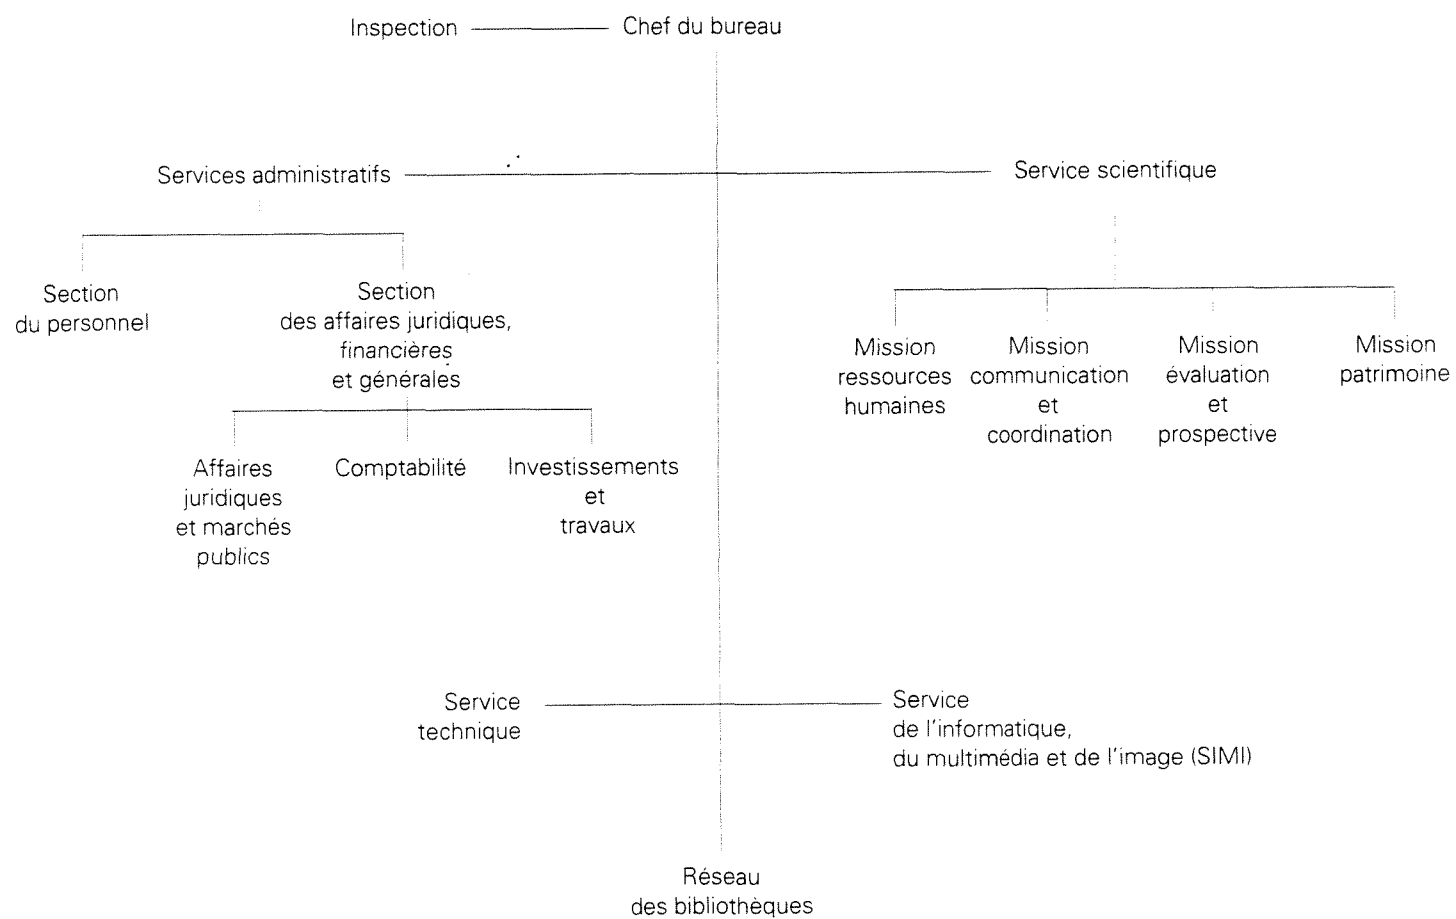 Inspection
Chef du bureau
Services administratifs
Service scientifique
Section
du personnel
Section
des affaires juridiques,
financières
et générales
Mission
ressources
humaines
Mission
communication
et
coordination
Mission
évaluation
et
prospective
Mission
patrimoine
Affaires
juridiques
et marchés
publics
Comptabilité
Investissements
et
travaux
Service
technique
Service
de l'informatique,
du multimédia et de l'image (SIMI)
Réseau
des bibliothèques